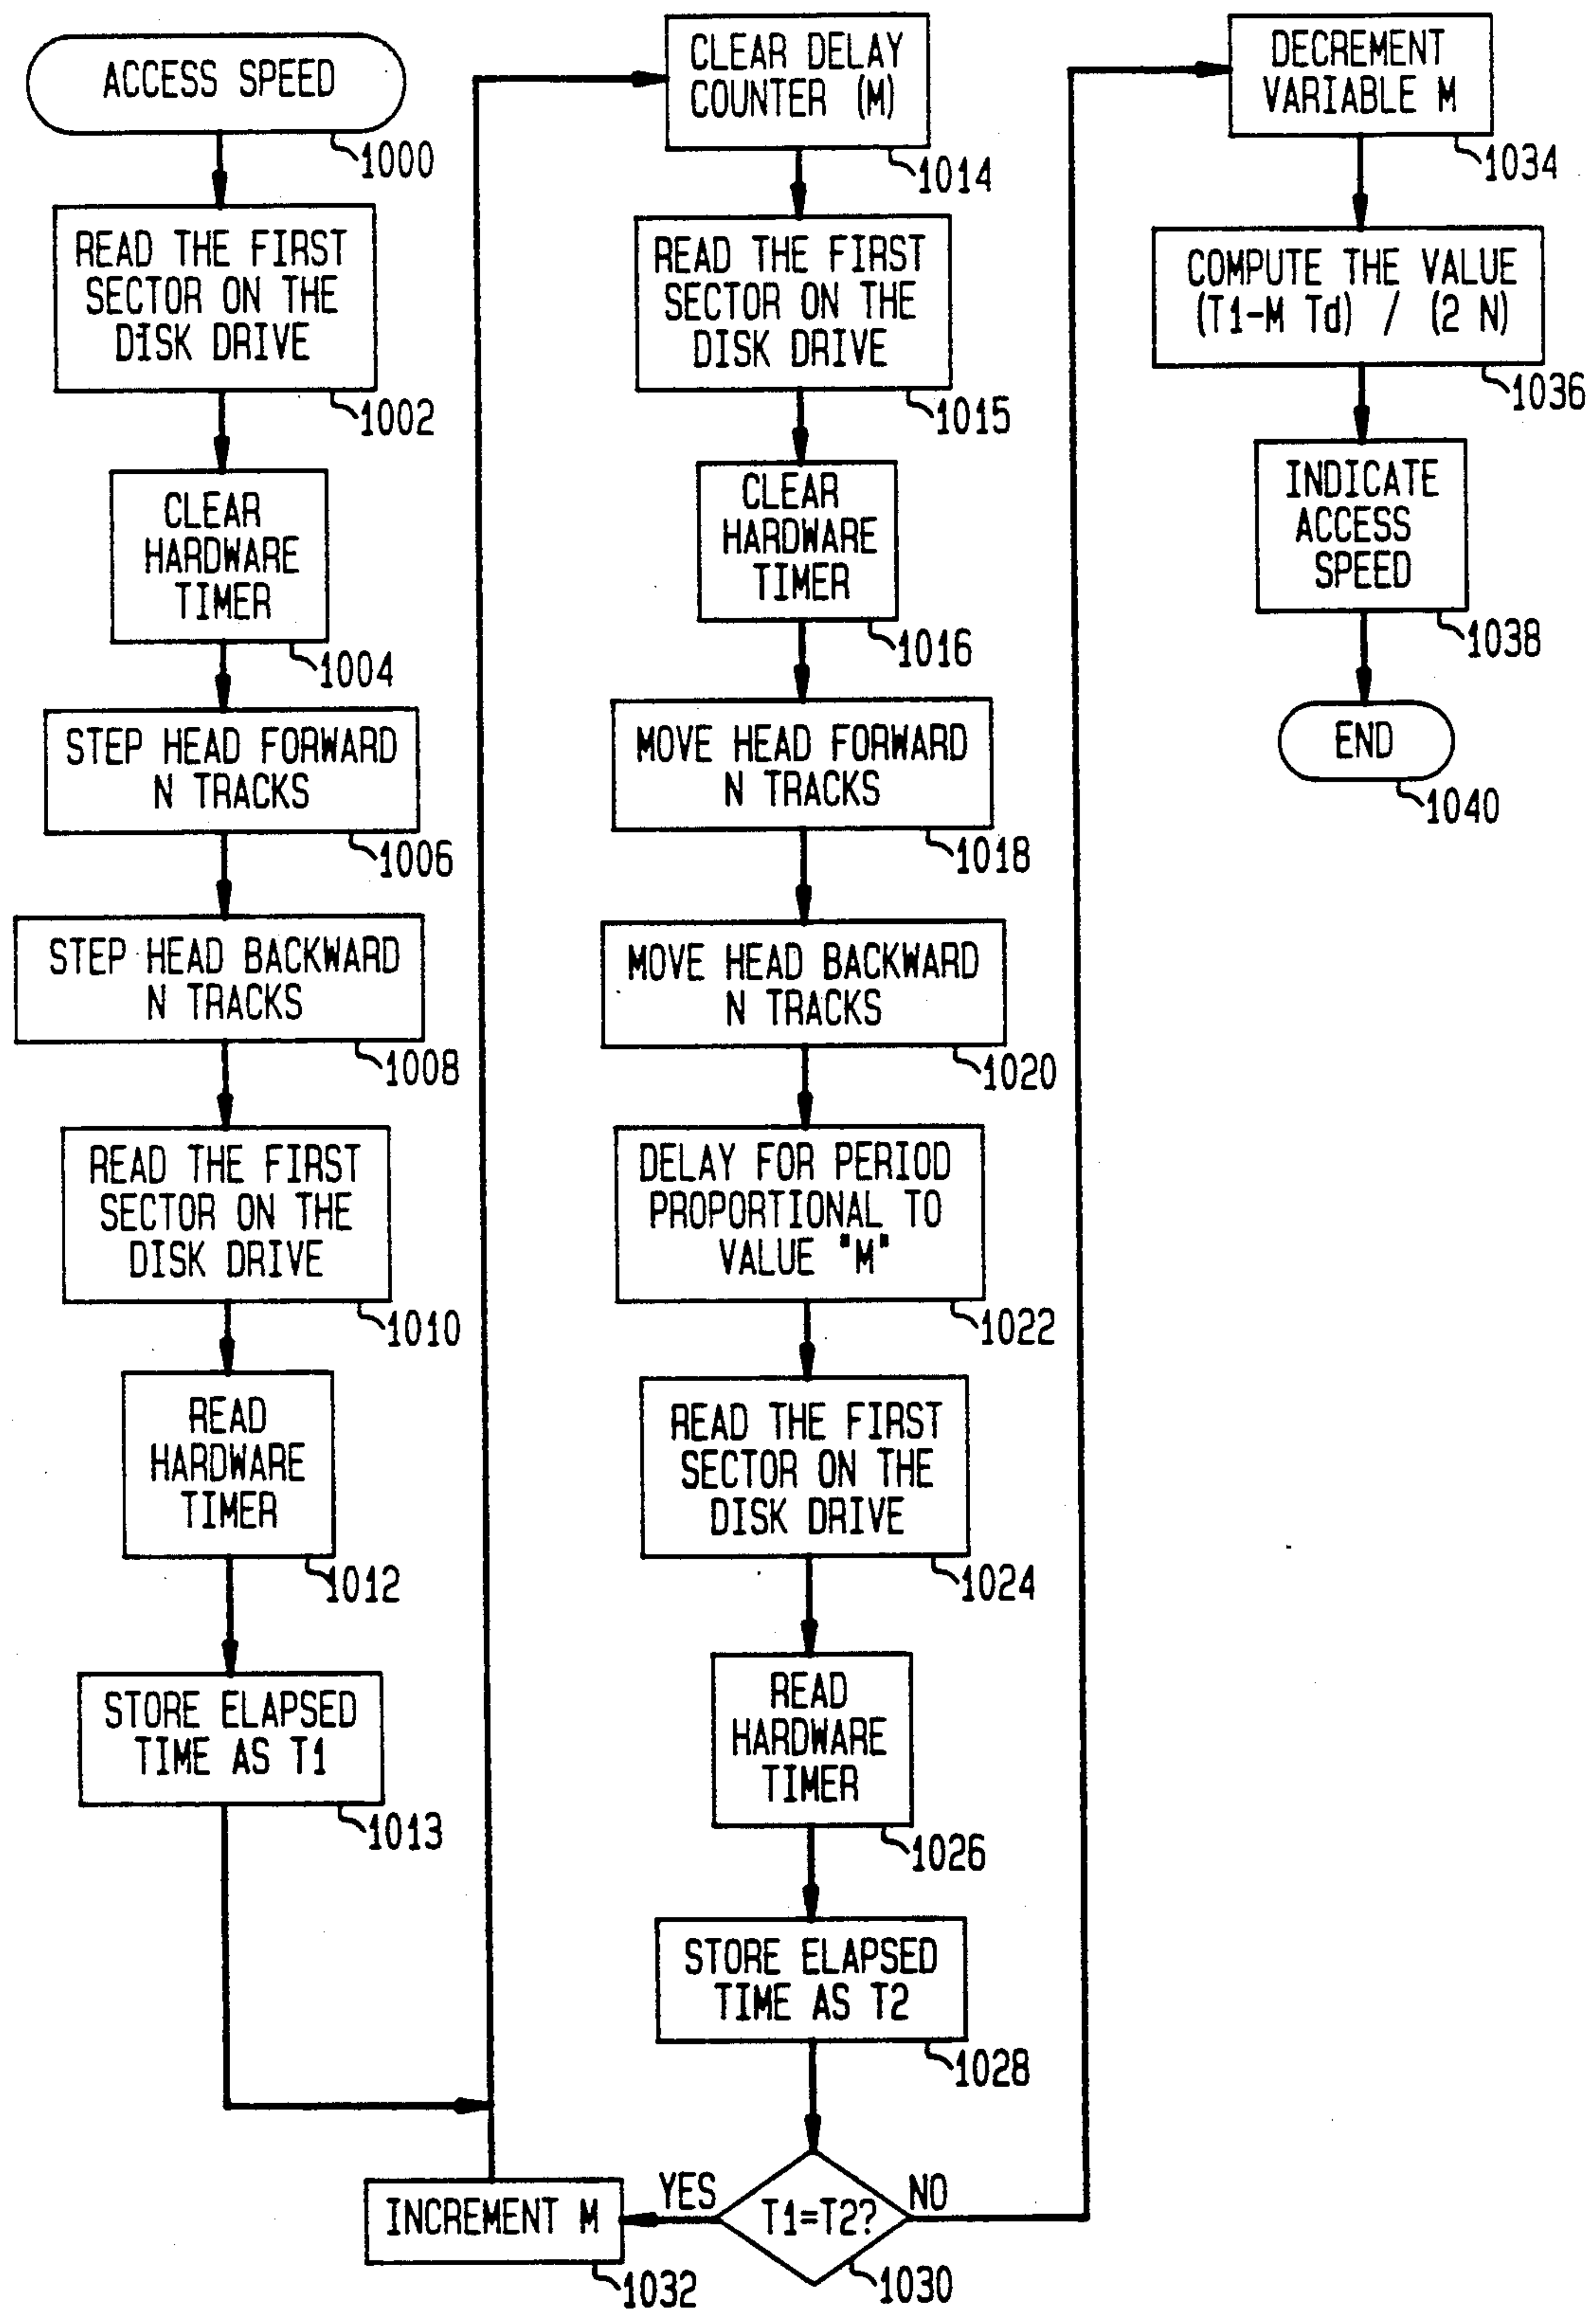 ACCESS SPEED
1000
READ THE FIRST
SECTOR ON THE
DISK DRIVE
1002
CLEAR
HARDWARE
TIMER
1004
STEP HEAD FORWARD
N TRACKS
1006
STEP HEAD BACKWARD
N TRACKS
1008
READ THE FIRST
SECTOR ON THE
DISK DRIVE
1010
READ
HARDWARE
TIMER
1012
STORE ELAPSED
TIME AS T1
1013
CLEAR DELAY
COUNTER (M)
1014
READ THE FIRST
SECTOR ON THE
DISK DRIVE
1015
CLEAR
HARDWARE
TIMER
1016
MOVE HEAD FORWARD
N TRACKS
1018
MOVE HEAD BACKWARD
N TRACKS
1020
DELAY FOR PERIOD
PROPORTIONAL TO
VALUE "M"
1022
READ THE FIRST
SECTOR ON THE
DISK DRIVE
1024
READ
HARDWARE
TIMER
1026
STORE ELAPSED
TIME AS T2
1028
T1=T2?
1030
YES
NO
INCREMENT M
1032
DECREMENT
VARIABLE M
1034
COMPUTE THE VALUE
(T1-M Td) / (2 N)
1036
INDICATE
ACCESS
SPEED
1038
END
1040